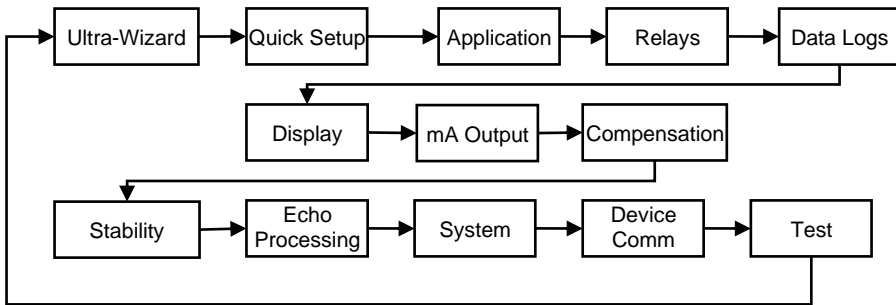 Ultra-Wizard
Quick Setup
Application
Relays
Data Logs
Display
mA Output
Compensation
Stability
Echo
Processing
System
Device
Comm
Test